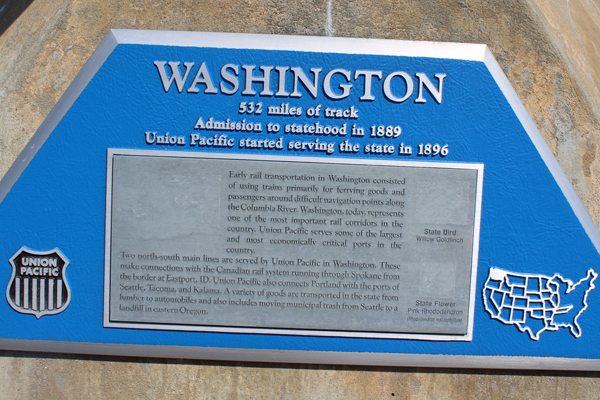 WASHINGTON
532 miles of track
Admission to statehood in 1889
Union Pacific started serving the state in 1896
Early rail transportation in Washington consisted
of using trains primarily for ferrying goods and
passengers around difficult navigation points along
the Columbia River. Washington, today, represents
one of the most important rail corridors in the
country. Union Pacific serves some of the largest
and most economically critical ports in the
country.
Two north-south main lines are served by Union Pacific in Washington. These
make connections with the Canadian rail system running through Spokane from
the border at Eastport, ID. Union Pacific also connects Portland with the ports of
Seattle, Tacoma, and Kalama. A variety of goods are transported in the state from
lumber to automobiles and also includes moving municipal trash from Seattle to a
landfill in eastern Oregon.
State Bird
Willow Goldfinch
State Flower
Pink Rhododendron
UNION
PACIFIC